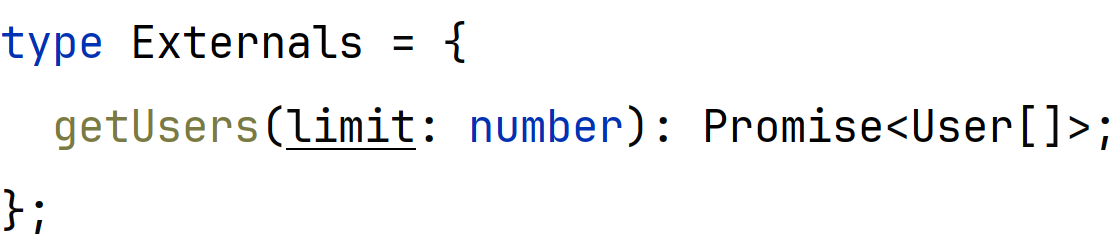 type Externals = {
  getUsers(limit: number): Promise<User[]>;
};